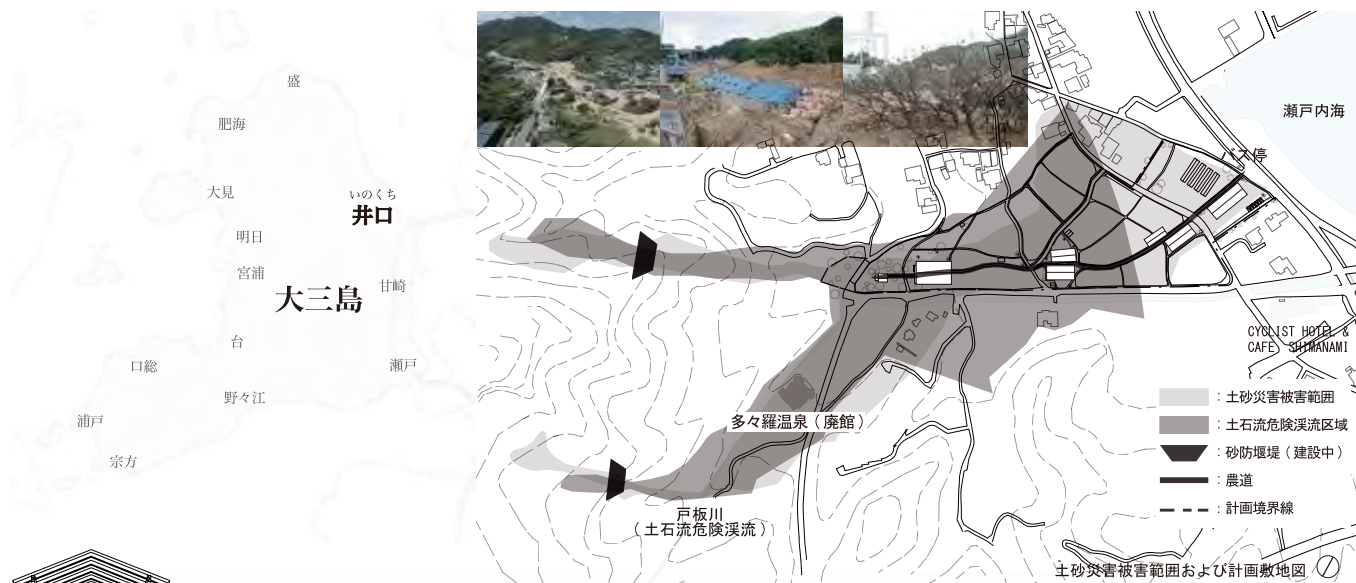 盛
肥海
大見
いのくち
井口
明日
宮浦
甘崎
大三島
台
口総
瀬戸
野々江
浦戸
宗方
瀬戸内海
バス停
CYCLIST HOTEL &
CAFE SHIMANAMI
多々羅温泉（廃館）
戸板川
（土石流危険渓流）
：土砂災害被害範囲
：土石流危険渓流区域
：砂防堰堤（建設中）
：農道
：計画境界線
土砂災害被害範囲および計画敷地図